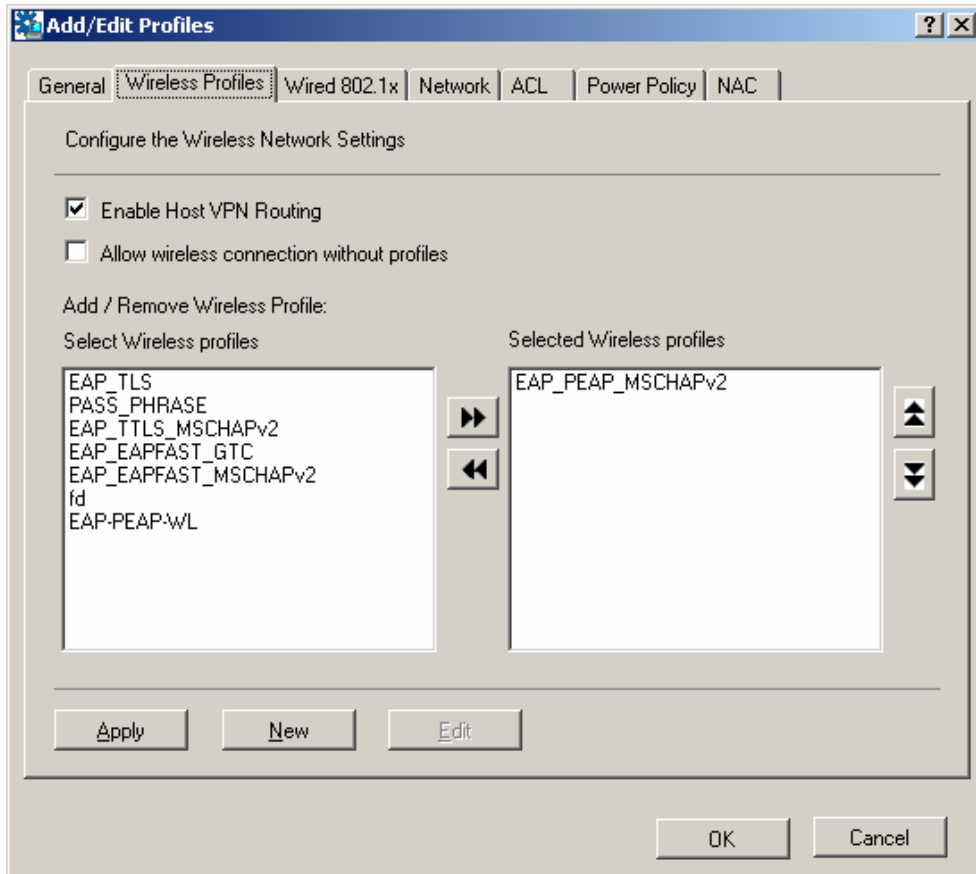 Add/Edit Profiles
General Wireless Profiles Wired 802.1x Network ACL Power Policy NAC
Configure the Wireless Network Settings
Enable Host VPN Routing
Allow wireless connection without profiles
Add / Remove Wireless Profile:
Select Wireless profiles
EAP_TLS
PASS_PHRASE
EAP_TTLS_MSCHAPv2
EAP_EAPFAST_GTC
EAP_EAPFAST_MSCHAPv2
fd
EAP-PEAP-WL
Selected Wireless profiles
EAP_PEAP_MSCHAPv2
Apply New Edit
OK Cancel